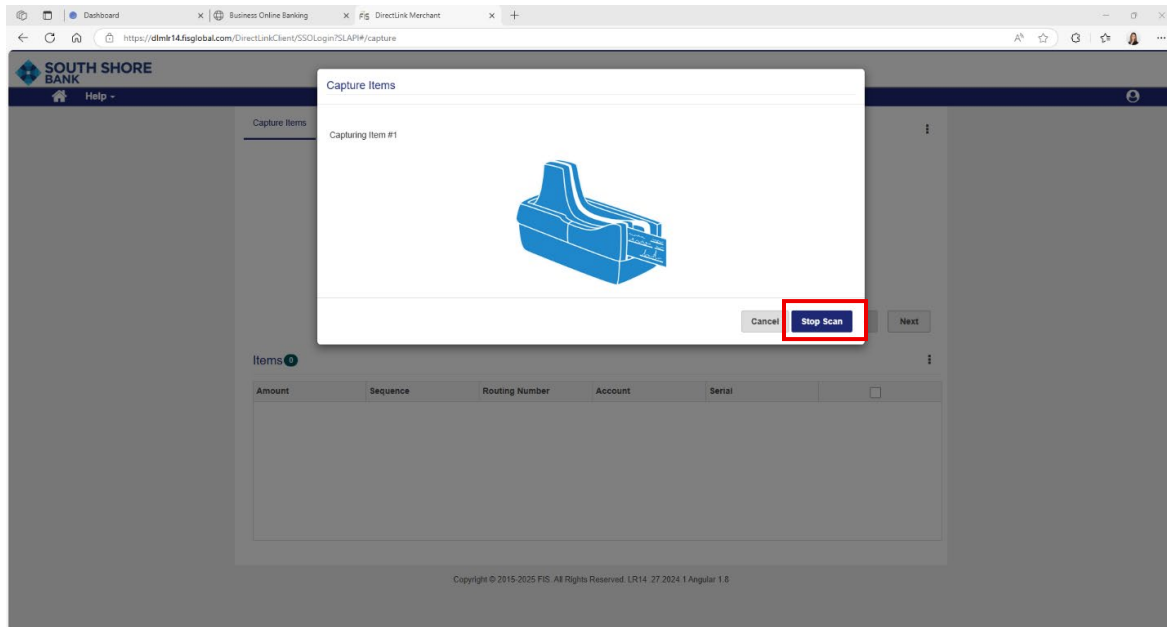 Dashboard
Business Online Banking
FIS DirectLink Merchant
https://dlmlr14.fisglobal.com/DirectLinkClient/SSOLogin?SLAPI#/capture
SOUTH SHORE
BANK
Help
Capture Items
Capture Items
Capturing Item #1
Cancel
Stop Scan
Next
Items 0
Amount Sequence Routing Number Account Serial
Copyright © 2015-2025 FIS. All Rights Reserved. LR14 .27.2024.1 Angular 1.8